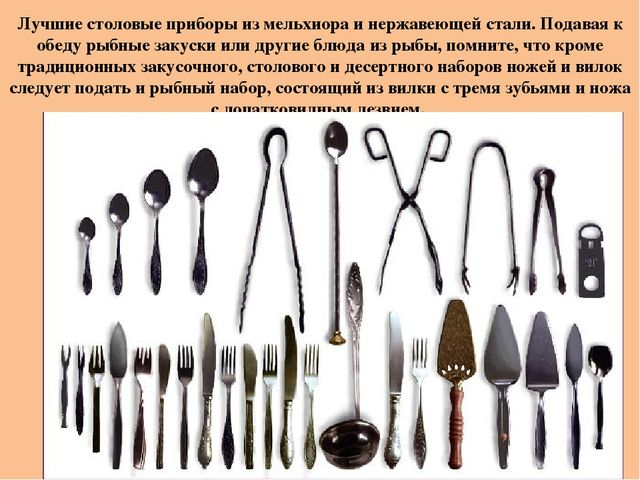 Лучшие столовые приборы из мельхиора и нержавеющей стали. Подавая к
обеду рыбные закуски или другие блюда из рыбы, помните, что кроме
традиционных закусочного, столового и десертного наборов ножей и вилок
следует подать и рыбный набор, состоящий из вилки с тремя зубьями и ножа
с лопатковидным лезвием.